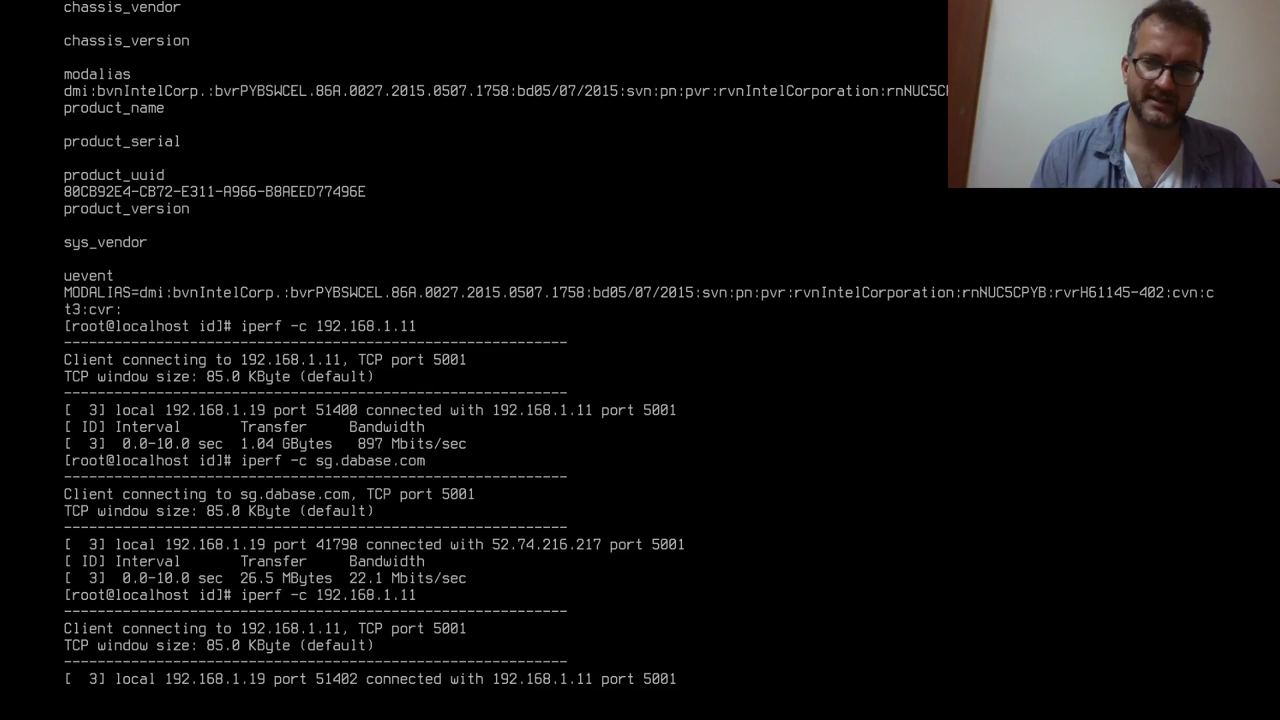 chassis_vendor
chassis_version
modalias
dmi:bvnIntelCorp.:bvrPYBSWCEL.86A.0027.2015.0507.1758:bd05/07/2015:svn:pn:pvr:rvnIntelCorporation:rnNUC5C
product_name
product_serial
product_uuid
80CB92E4-CB72-E311-A966-B8AEED77496E
product_version
sys_vendor
uevent
MODALIAS=dmi:bvnIntelCorp.:bvrPYBSWCEL.86A.0027.2015.0507.1758:bd05/07/2015:svn:pn:pvr:rvnIntelCorporation:rnNUC5CPYB:rvrH61145-402:cvn:c
t3:cvr:
[root@localhost id]# iperf -c 192.168.1.11
------------------------------------------------------------
Client connecting to 192.168.1.11, TCP port 5001
TCP window size: 85.0 KByte (default)
------------------------------------------------------------
[  3] local 192.168.1.19 port 51400 connected with 192.168.1.11 port 5001
[ ID] Interval       Transfer     Bandwidth
[  3]  0.0-10.0 sec  1.04 GBytes   897 Mbits/sec
[root@localhost id]# iperf -c sg.dabase.com
------------------------------------------------------------
Client connecting to sg.dabase.com, TCP port 5001
TCP window size: 85.0 KByte (default)
------------------------------------------------------------
[  3] local 192.168.1.19 port 41798 connected with 52.74.216.217 port 5001
[ ID] Interval       Transfer     Bandwidth
[  3]  0.0-10.0 sec  26.5 MBytes  22.1 Mbits/sec
[root@localhost id]# iperf -c 192.168.1.11
------------------------------------------------------------
Client connecting to 192.168.1.11, TCP port 5001
TCP window size: 85.0 KByte (default)
------------------------------------------------------------
[  3] local 192.168.1.19 port 51402 connected with 192.168.1.11 port 5001